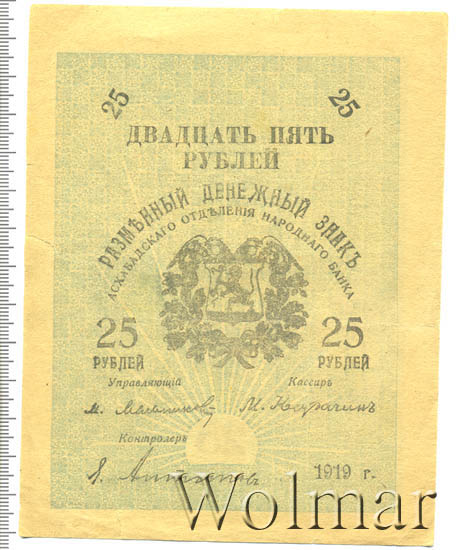 25 25
ДВАДЦАТЬ ПЯТЬ
РУБЛЕЙ
РАЗМѢННЫЙ ДЕНЕЖНЫЙ ЗНАКЪ
АСХАБАДСКАГО ОТДѢЛЕНІЯ НАРОДНАГО БАНКА
25 25
РУБЛЕЙ РУБЛЕЙ
Управляющій Кассиръ
Контролеръ
1919 г.
Wolmar